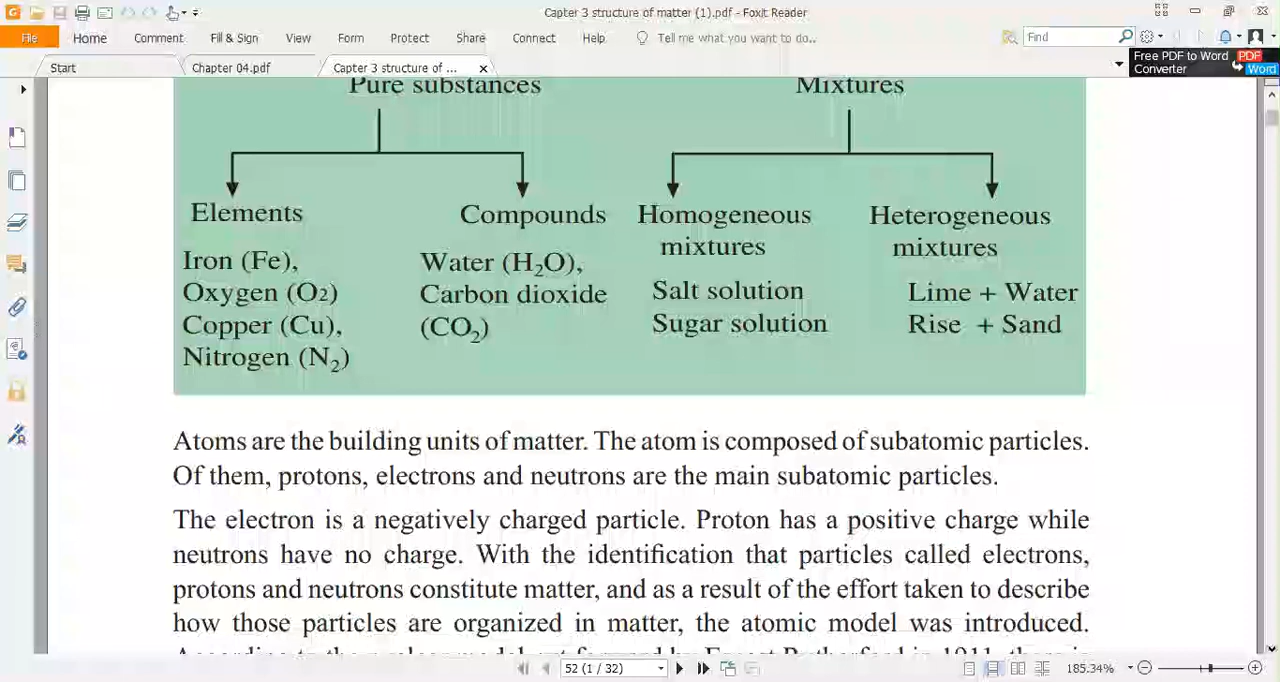 Capter 3 structure of matter (1).pdf - Foxit Reader
File Home Comment Fill & Sign View Form Protect Share Connect Help Tell me what you want to do.. Find
Start Chapter 04.pdf Capter 3 structure of ... Free PDF to Word Converter PDF Word
Pure substances Mixtures
Elements Compounds Homogeneous mixtures Heterogeneous mixtures
Iron (Fe),
Oxygen (O2)
Copper (Cu),
Nitrogen (N₂)
Water (H₂O),
Carbon dioxide
(CO₂)
Salt solution
Sugar solution
Lime + Water
Rise + Sand
Atoms are the building units of matter. The atom is composed of subatomic particles.
Of them, protons, electrons and neutrons are the main subatomic particles.
The electron is a negatively charged particle. Proton has a positive charge while
neutrons have no charge. With the identification that particles called electrons,
protons and neutrons constitute matter, and as a result of the effort taken to describe
how those particles are organized in matter, the atomic model was introduced.
52 (1 / 32) 185.34%